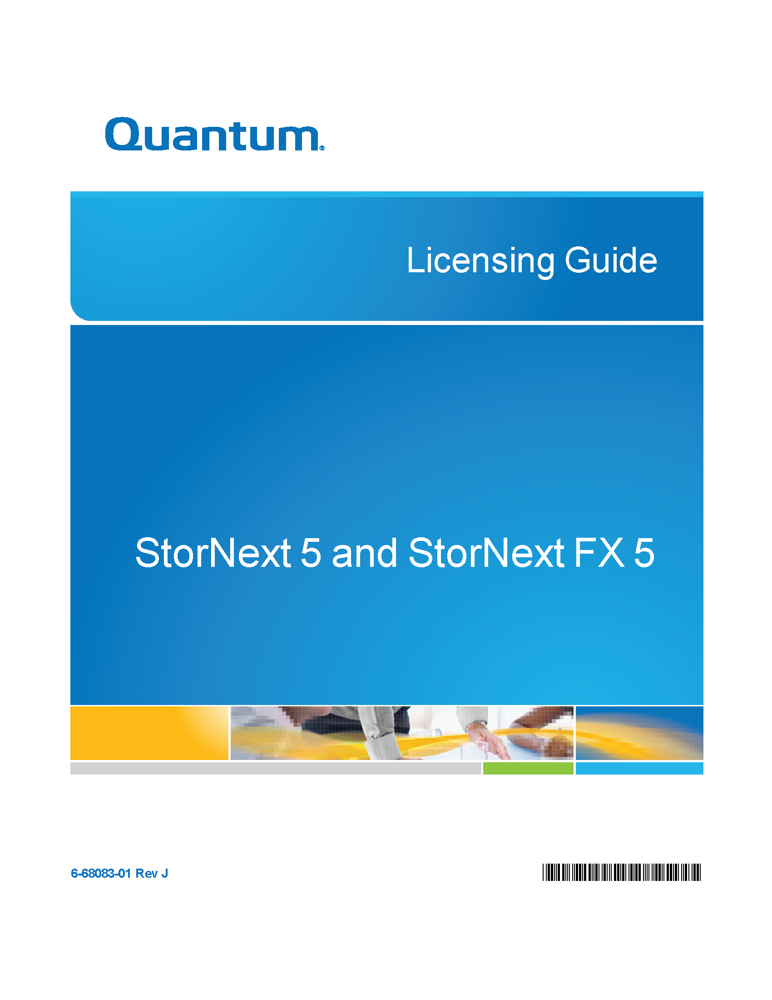 Quantum®
Licensing Guide
StorNext 5 and StorNext FX 5
6-68083-01 Rev J